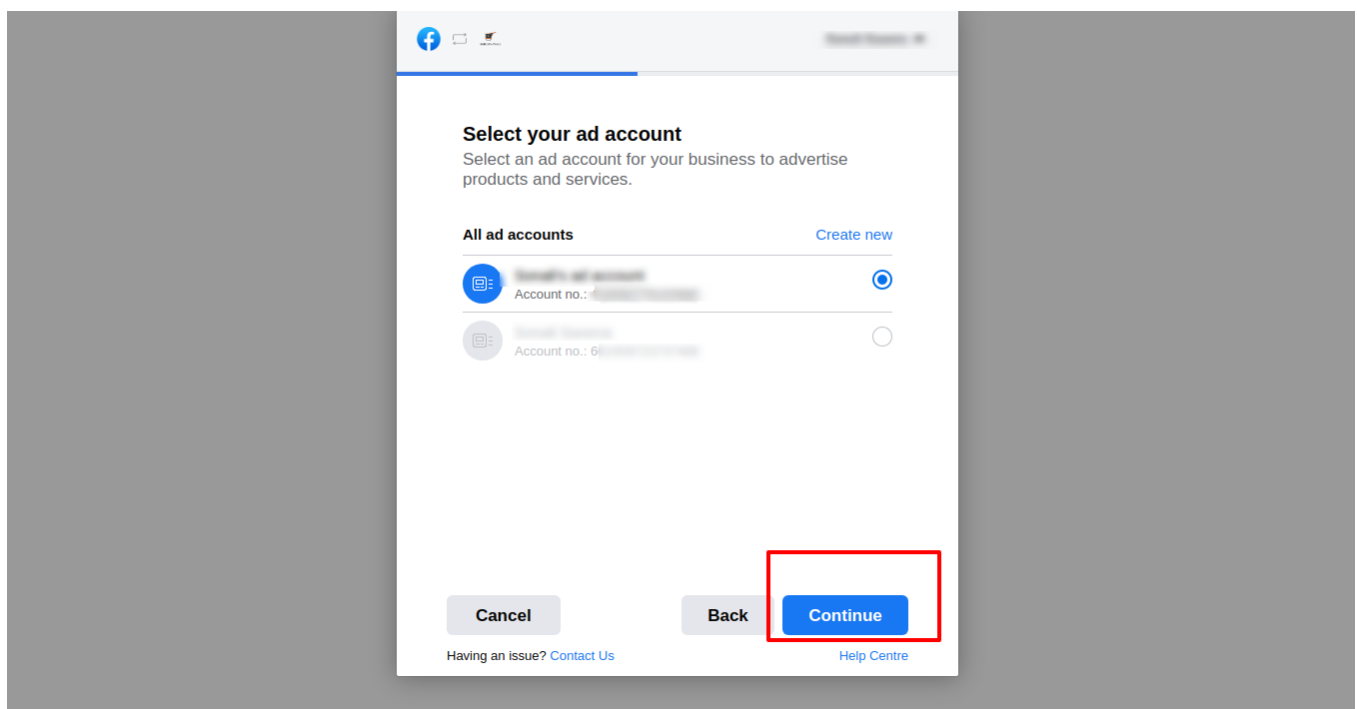 Select your ad account
Select an ad account for your business to advertise
products and services.
All ad accounts
Create new
Account no.:
Account no.: 6
Cancel
Back
Continue
Having an issue? Contact Us
Help Centre